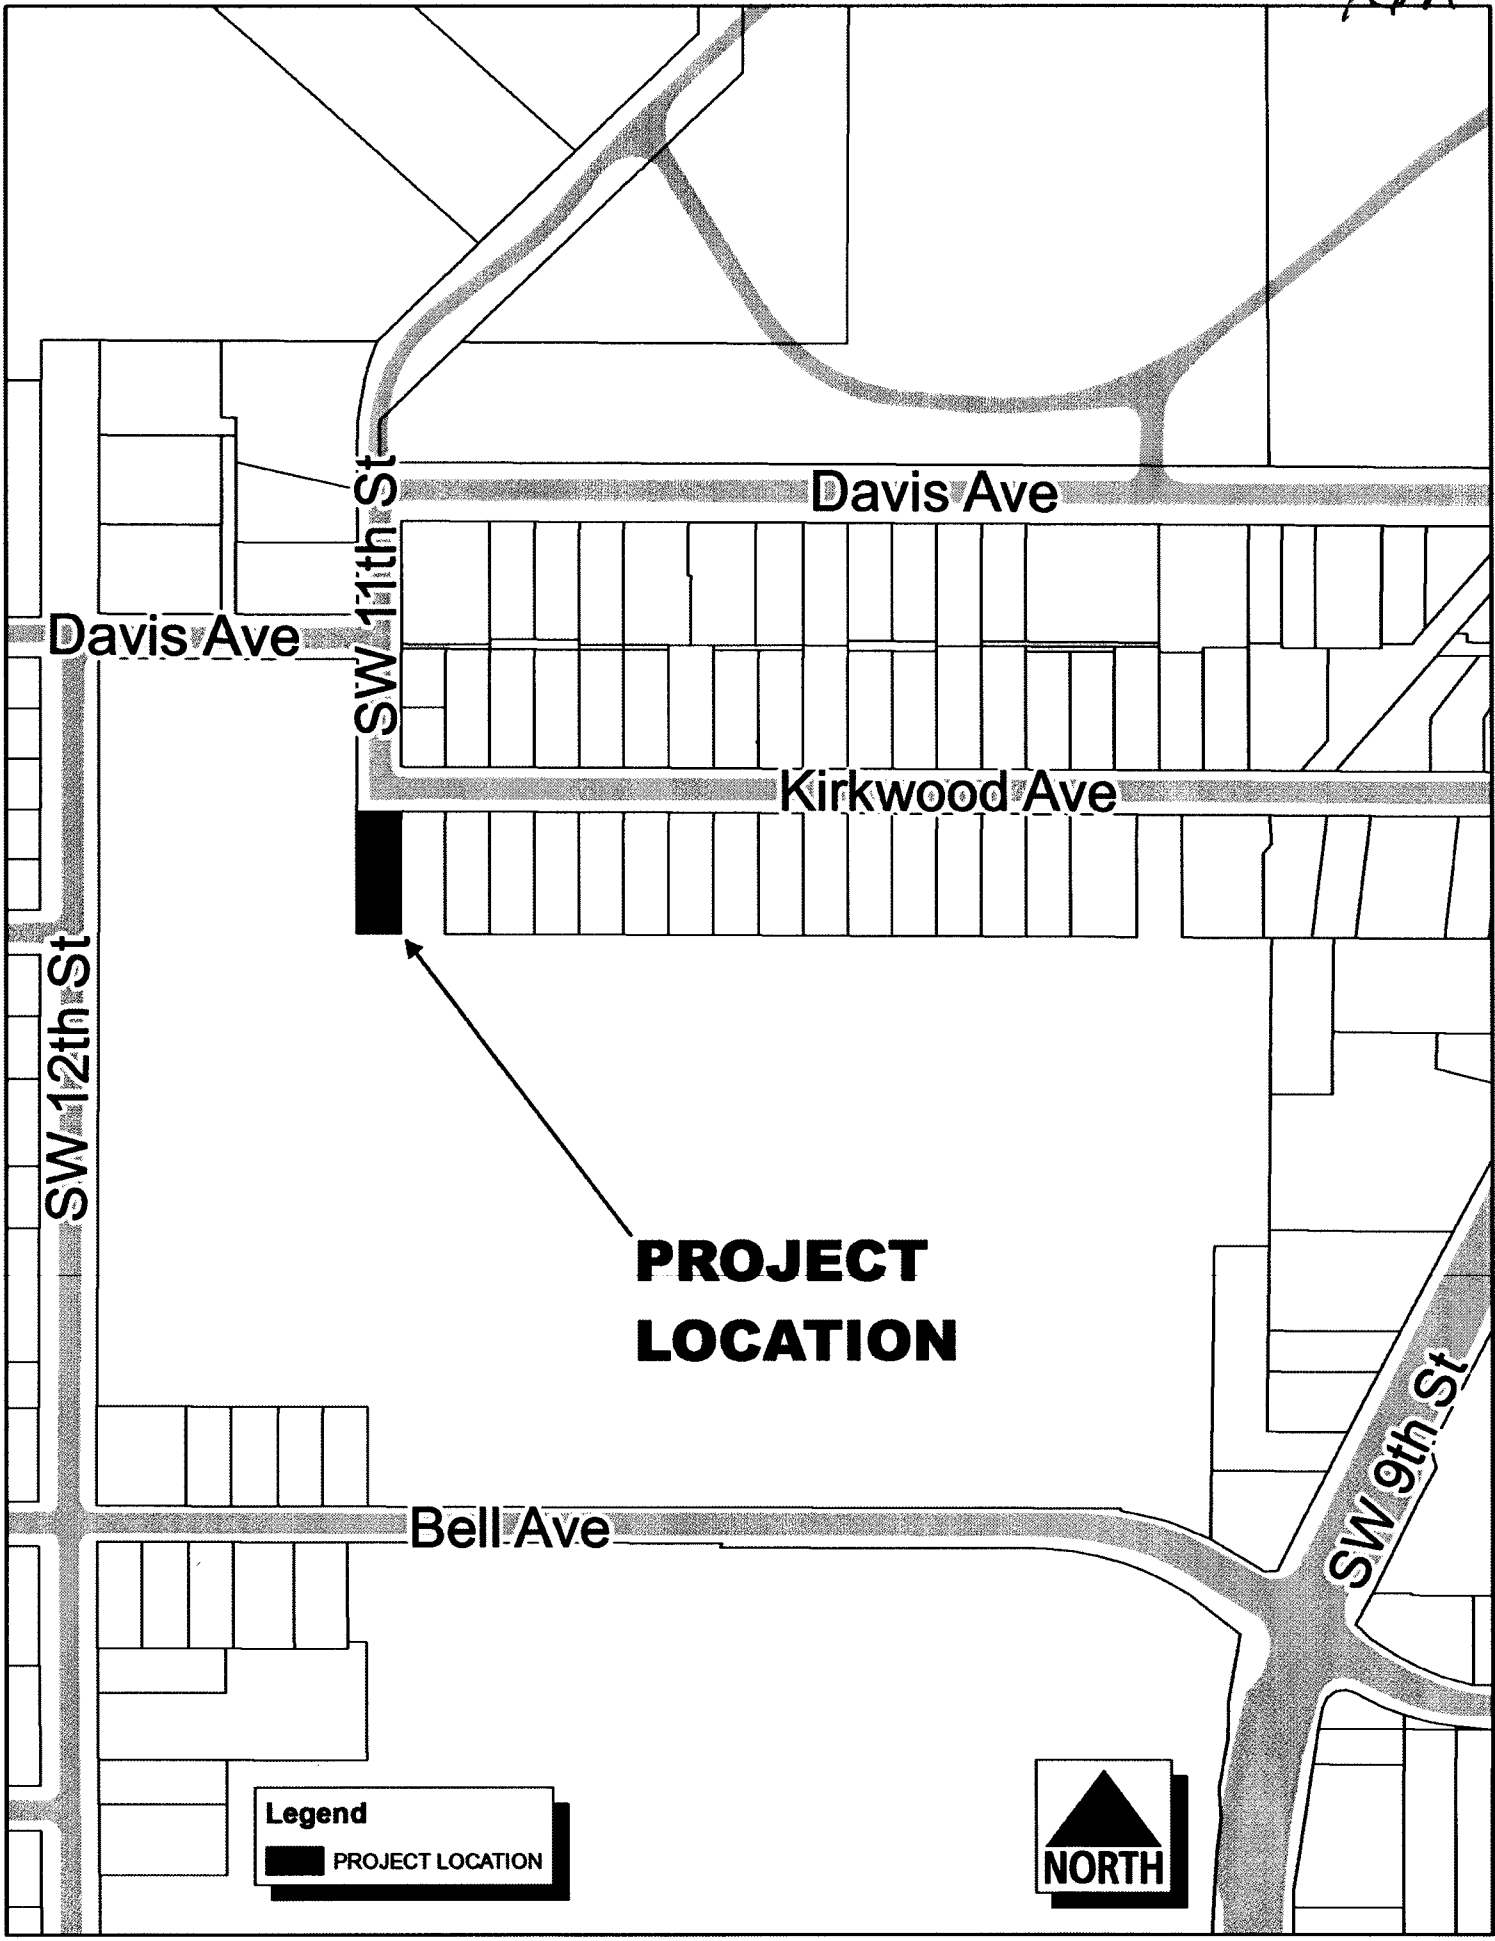 Davis Ave
SW 11th St
Davis Ave
Kirkwood Ave
SW 12th St
PROJECT
LOCATION
SW 9th St
Bell Ave
Legend
PROJECT LOCATION
NORTH